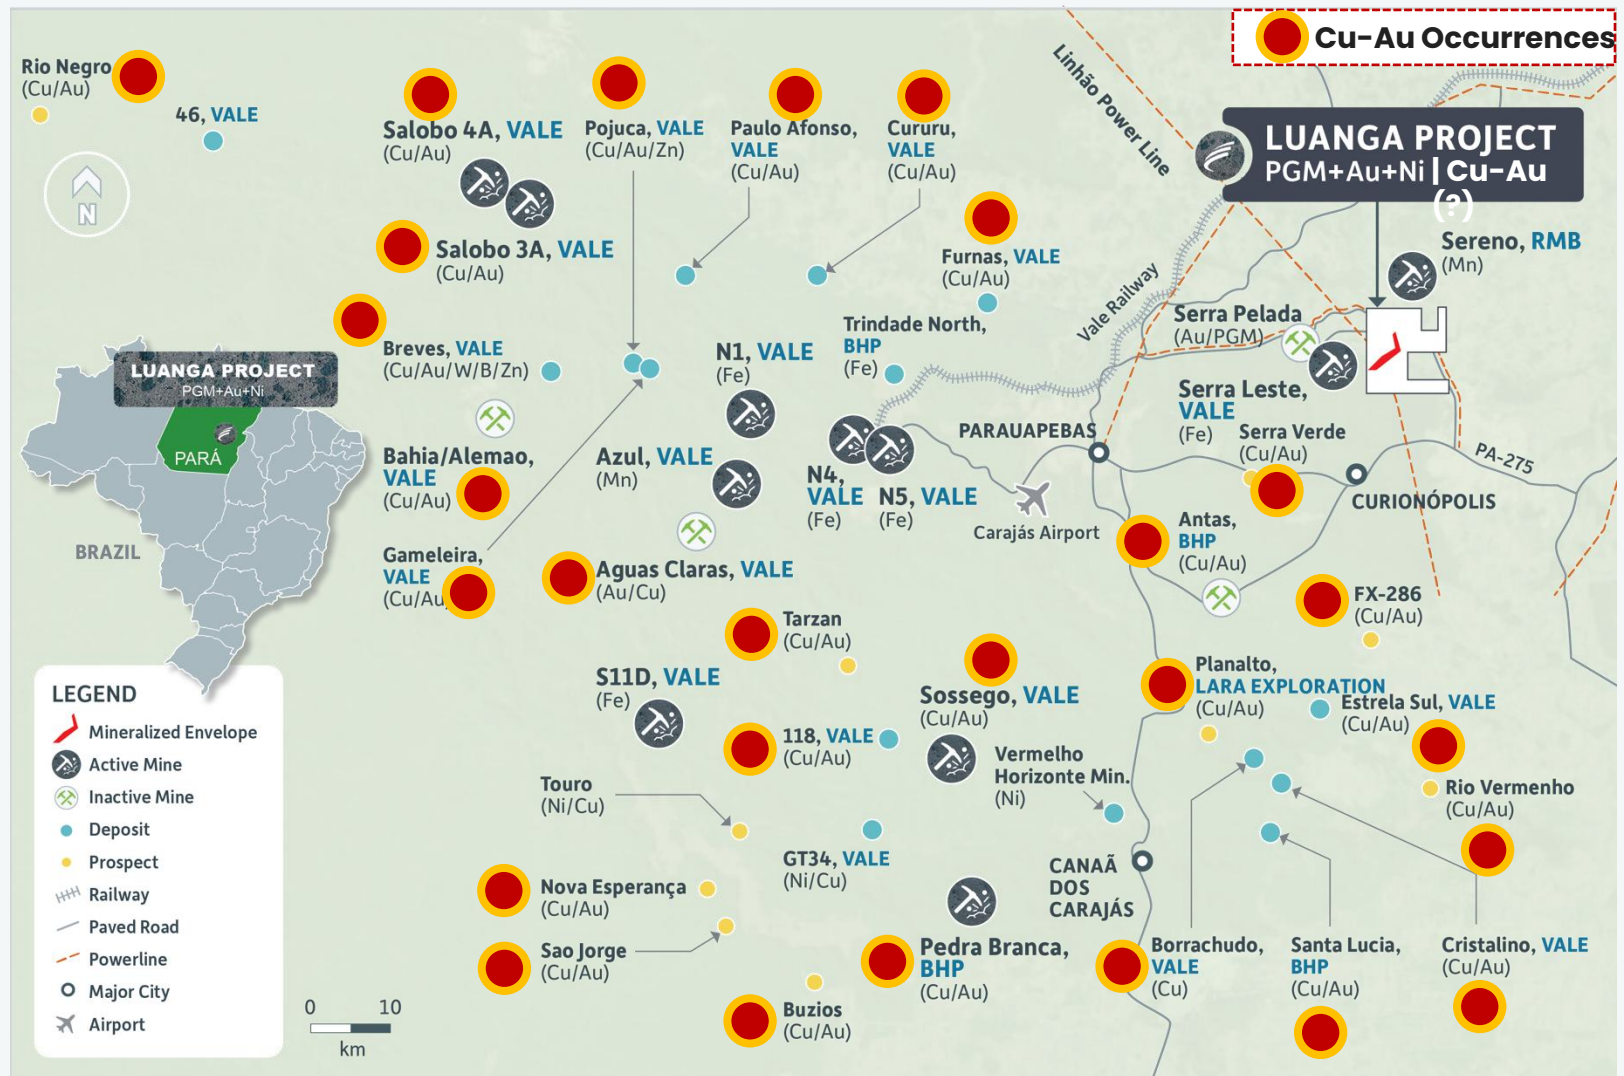 Cu-Au Occurrences
Linhão Power Line
LUANGA PROJECT
PGM+Au+Ni | Cu-Au
(?)
Rio Negro
(Cu/Au)
46, VALE
N
Salobo 4A, VALE
(Cu/Au)
Pojuca, VALE
(Cu/Au/Zn)
Paulo Afonso,
VALE
(Cu/Au)
Cururu,
VALE
(Cu/Au)
Salobo 3A, VALE
(Cu/Au)
Furnas, VALE
(Cu/Au)
Sereno, RMB
(Mn)
Vale Railway
Serra Pelada
(Au/PGM)
Trindade North,
BHP
(Fe)
Breves, VALE
(Cu/Au/W/B/Zn)
N1, VALE
(Fe)
LUANGA PROJECT
PGM+Au+Ni
PARÁ
BRAZIL
Serra Leste,
VALE
(Fe)
Serra Verde
(Cu/Au)
PARAUAPEBAS
PA-275
CURIONÓPOLIS
Bahia/Alemao,
VALE
(Cu/Au)
Azul, VALE
(Mn)
N4,
VALE
(Fe)
N5, VALE
(Fe)
Carajás Airport
Antas,
BHP
(Cu/Au)
Gameleira,
VALE
(Cu/Au
Aguas Claras, VALE
(Au/Cu)
FX-286
(Cu/Au)
Tarzan
(Cu/Au)
S11D, VALE
(Fe)
Sossego, VALE
(Cu/Au)
Planalto,
LARA EXPLORATION
(Cu/Au)
Estrela Sul, VALE
(Cu/Au)
118, VALE
(Cu/Au)
Vermelho
Horizonte Min.
(Ni)
Touro
(Ni/Cu)
Rio Vermenho
(Cu/Au)
GT34, VALE
(Ni/Cu)
CANAÃ
DOS
CARAJÁS
Nova Esperança
(Cu/Au)
Sao Jorge
(Cu/Au)
Pedra Branca,
BHP
(Cu/Au)
Borrachudo,
VALE
(Cu)
Santa Lucia,
BHP
(Cu/Au)
Cristalino, VALE
(Cu/Au)
Buzios
(Cu/Au)
LEGEND
Mineralized Envelope
Active Mine
Inactive Mine
Deposit
Prospect
Railway
Paved Road
Powerline
Major City
Airport
0 10
km